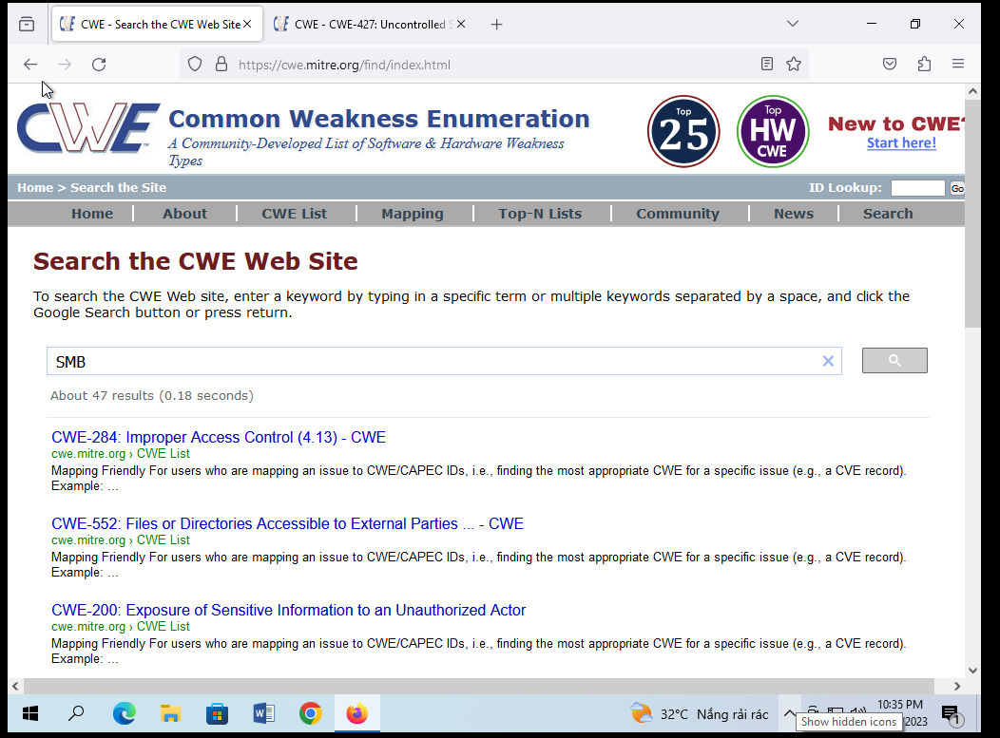 CWE - Search the CWE Web Site
CWE - CWE-427: Uncontrolled
https://cwe.mitre.org/find/index.html
CWE
Common Weakness Enumeration
A Community-Developed List of Software & Hardware Weakness
Types
Top
25
Top
HW
CWE
New to CWE?
Start here!
Home > Search the Site
ID Lookup:
Go
Home
About
CWE List
Mapping
Top-N Lists
Community
News
Search
Search the CWE Web Site
To search the CWE Web site, enter a keyword by typing in a specific term or multiple keywords separated by a space, and click the
Google Search button or press return.
SMB
About 47 results (0.18 seconds)
CWE-284: Improper Access Control (4.13) - CWE
cwe.mitre.org › CWE List
Mapping Friendly For users who are mapping an issue to CWE/CAPEC IDs, i.e., finding the most appropriate CWE for a specific issue (e.g., a CVE record).
Example: ...
CWE-552: Files or Directories Accessible to External Parties ... - CWE
cwe.mitre.org › CWE List
Mapping Friendly For users who are mapping an issue to CWE/CAPEC IDs, i.e., finding the most appropriate CWE for a specific issue (e.g., a CVE record).
Example: ...
CWE-200: Exposure of Sensitive Information to an Unauthorized Actor
cwe.mitre.org › CWE List
Mapping Friendly For users who are mapping an issue to CWE/CAPEC IDs, i.e., finding the most appropriate CWE for a specific issue (e.g., a CVE record).
Example: ...
32°C Nắng rải rác
10:35 PM
/2023
Show hidden icons
1